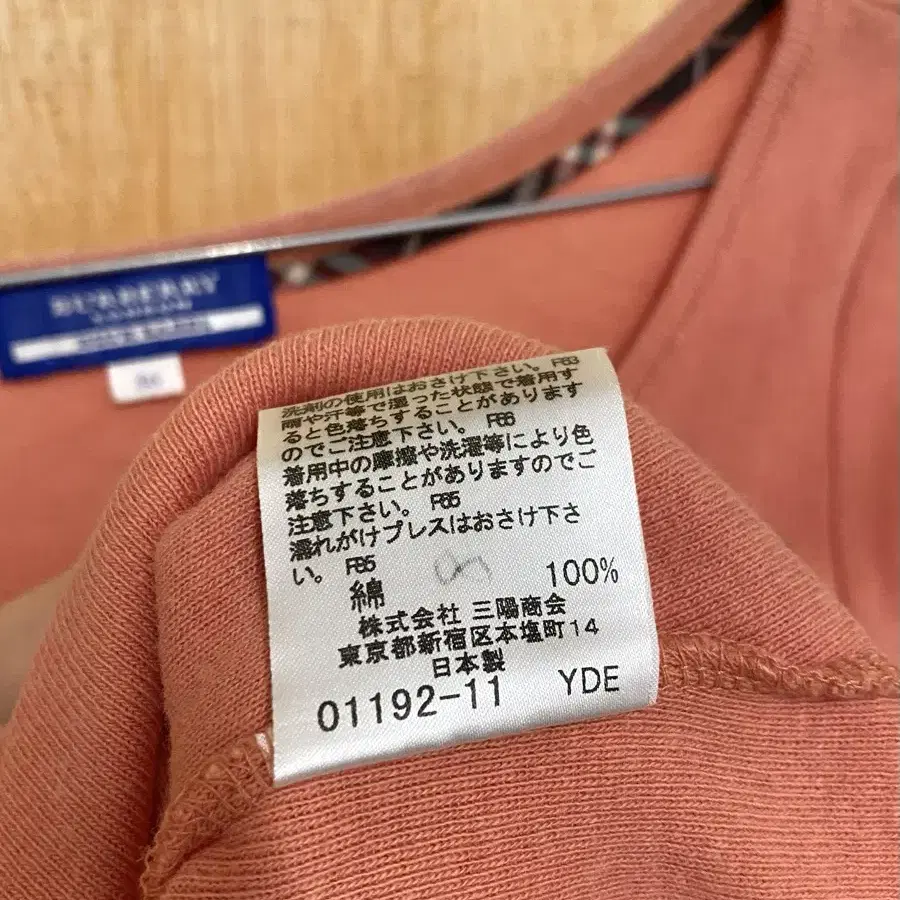 BURBERRY
LONDON
洗剤の使用はおさけ下さい。 P53
雨や汗等で湿った状態で着用す
ると色落ちすることがあります
のでご注意下さい。 P66
着用中の摩擦や洗濯等により色
落ちすることがありますのでご
注意下さい。 P65
濡れがけプレスはおさけ下さ
い。 P85
綿 100%
株式会社 三陽商会
東京都新宿区本塩町14
日本製
01192-11 YDE